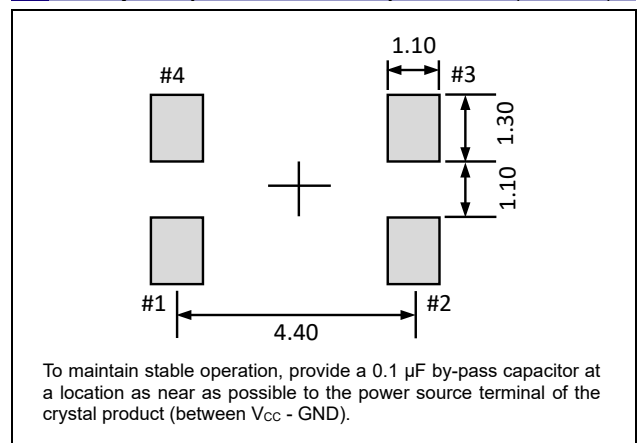 1.10
#4
#3
1.30
1.10
#1
#2
4.40
To maintain stable operation, provide a 0.1 µF by-pass capacitor at
a location as near as possible to the power source terminal of the
crystal product (between VCC - GND).